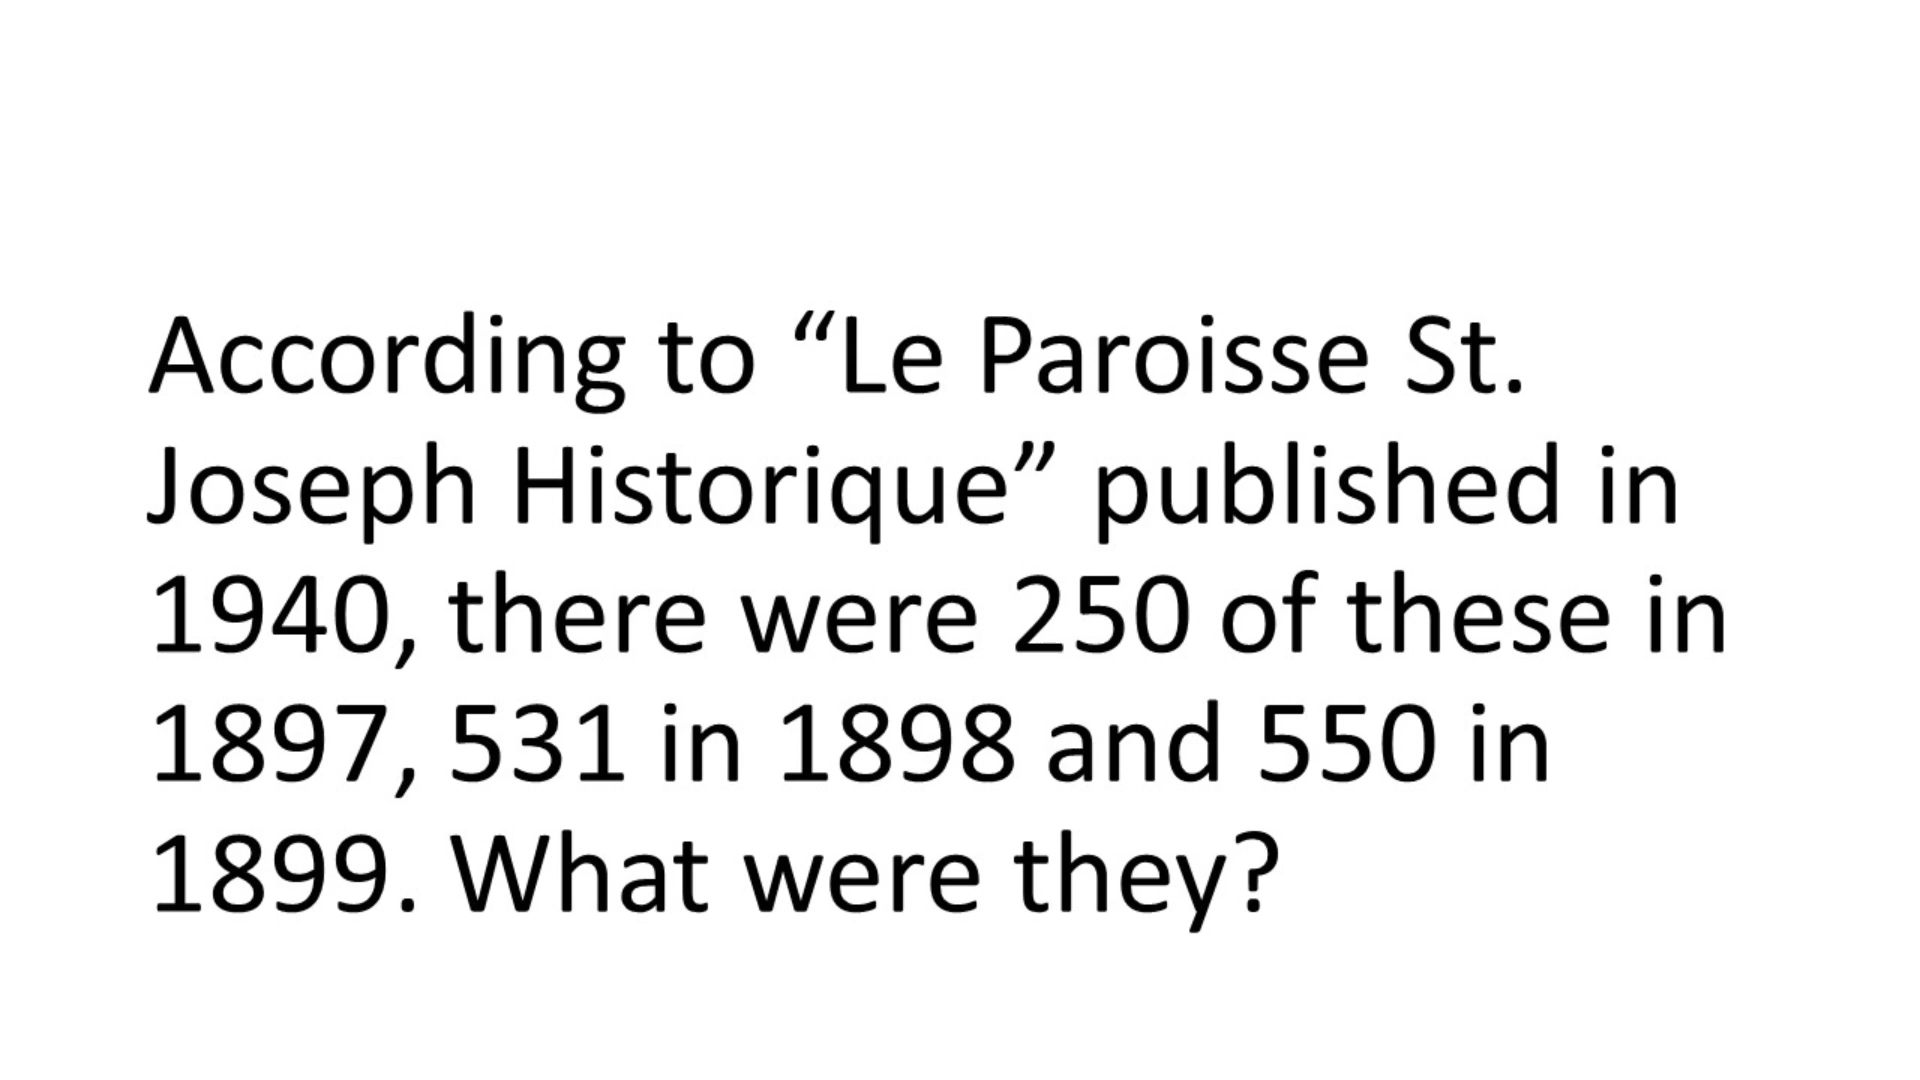 According to “Le Paroisse St.
Joseph Historique” published in
1940, there were 250 of these in
1897, 531 in 1898 and 550 in
1899. What were they?